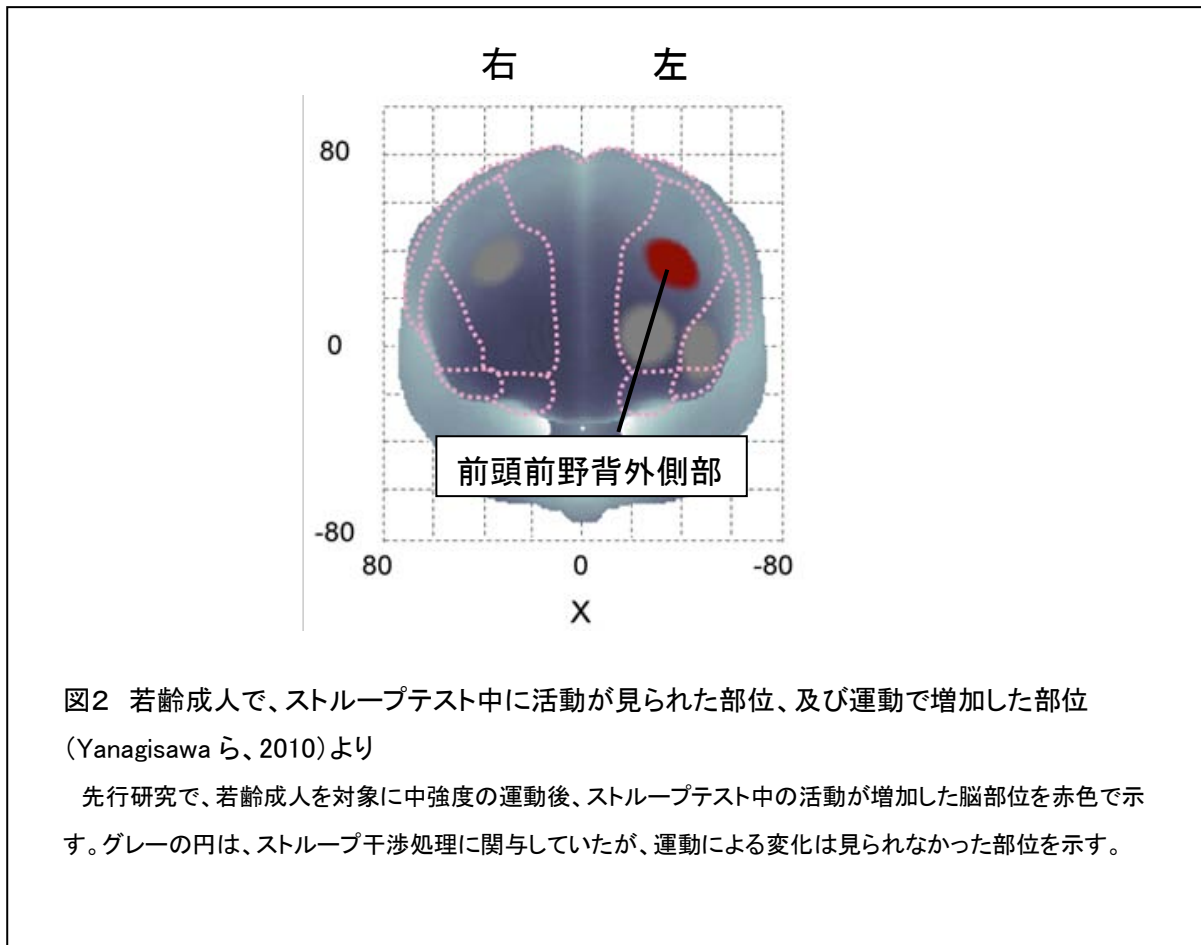 右 左
80
0
前頭前野背外側部
-80
80 0 -80
X
図2 若齢成人で、ストループテスト中に活動が見られた部位、及び運動で増加した部位
(Yanagisawa ら、2010)より
先行研究で、若齢成人を対象に中強度の運動後、ストループテスト中の活動が増加した脳部位を赤色で示
す。グレーの円は、ストループ干渉処理に関与していたが、運動による変化は見られなかった部位を示す。